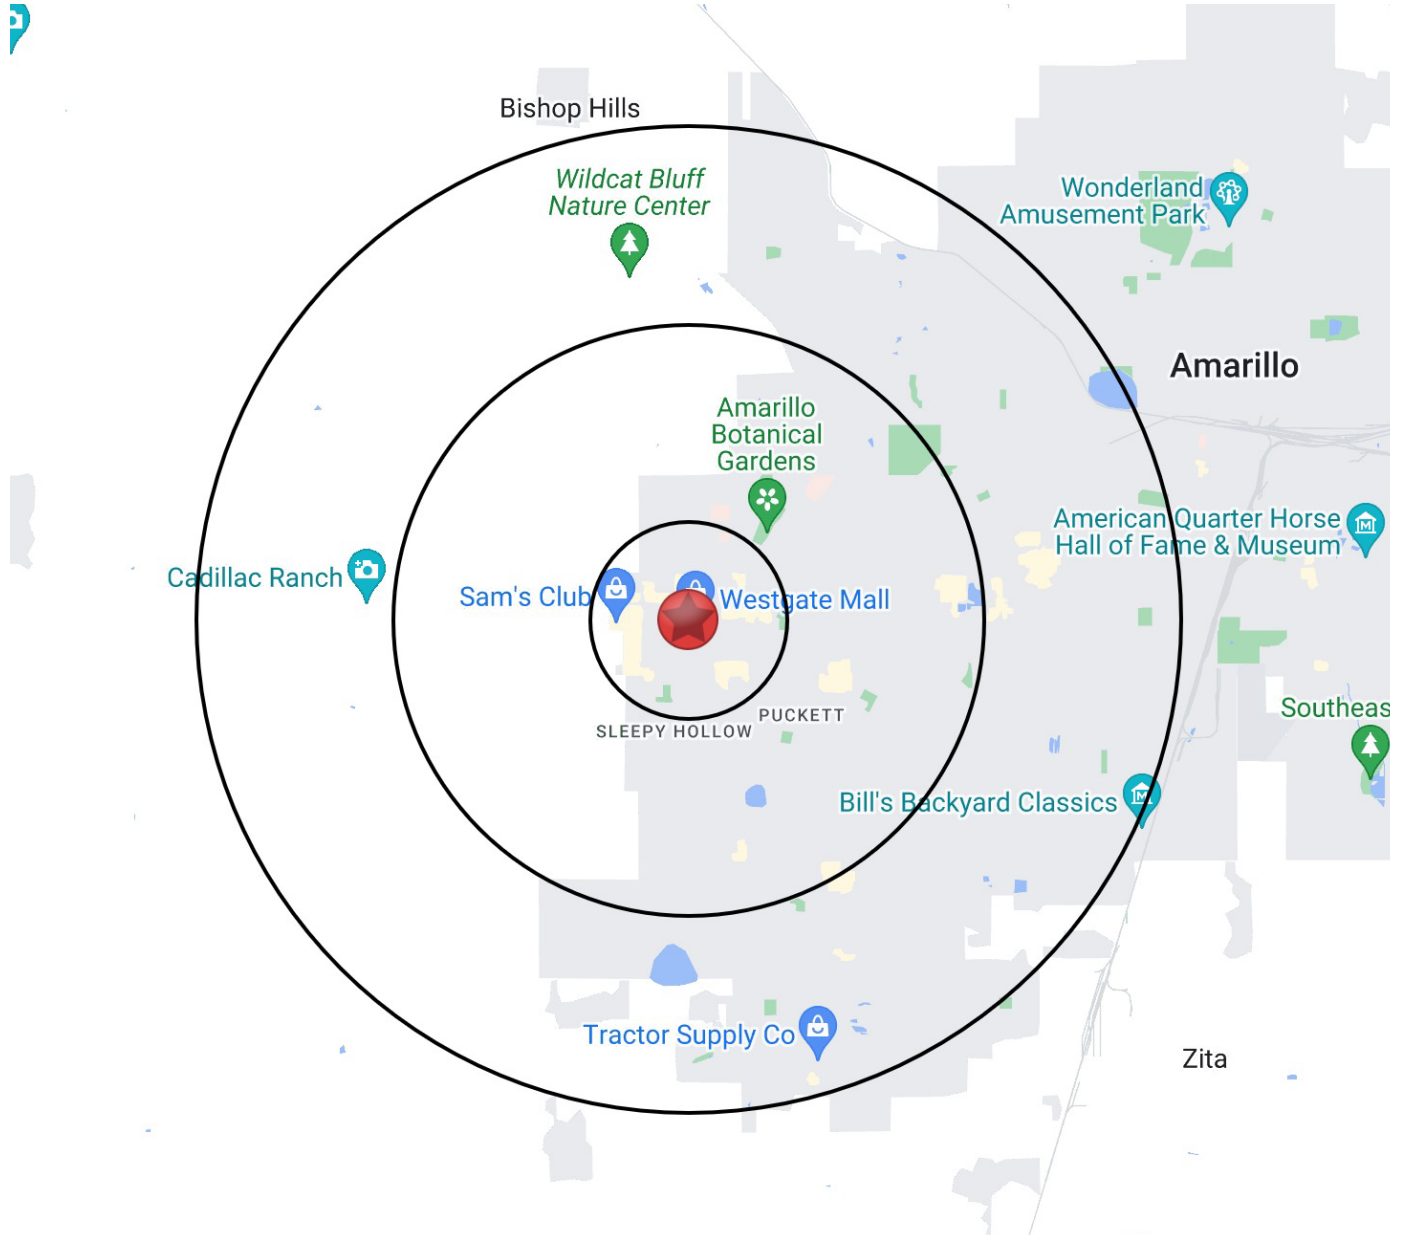 Bishop Hills
Wildcat Bluff
Nature Center
Wonderland
Amusement Park
Amarillo
Amarillo
Botanical
Gardens
American Quarter Horse
Hall of Fame & Museum
Cadillac Ranch
Sam's Club
Westgate Mall
PUCKETT
SLEEPY HOLLOW
Southeas
Bill's Backyard Classics
Tractor Supply Co
Zita